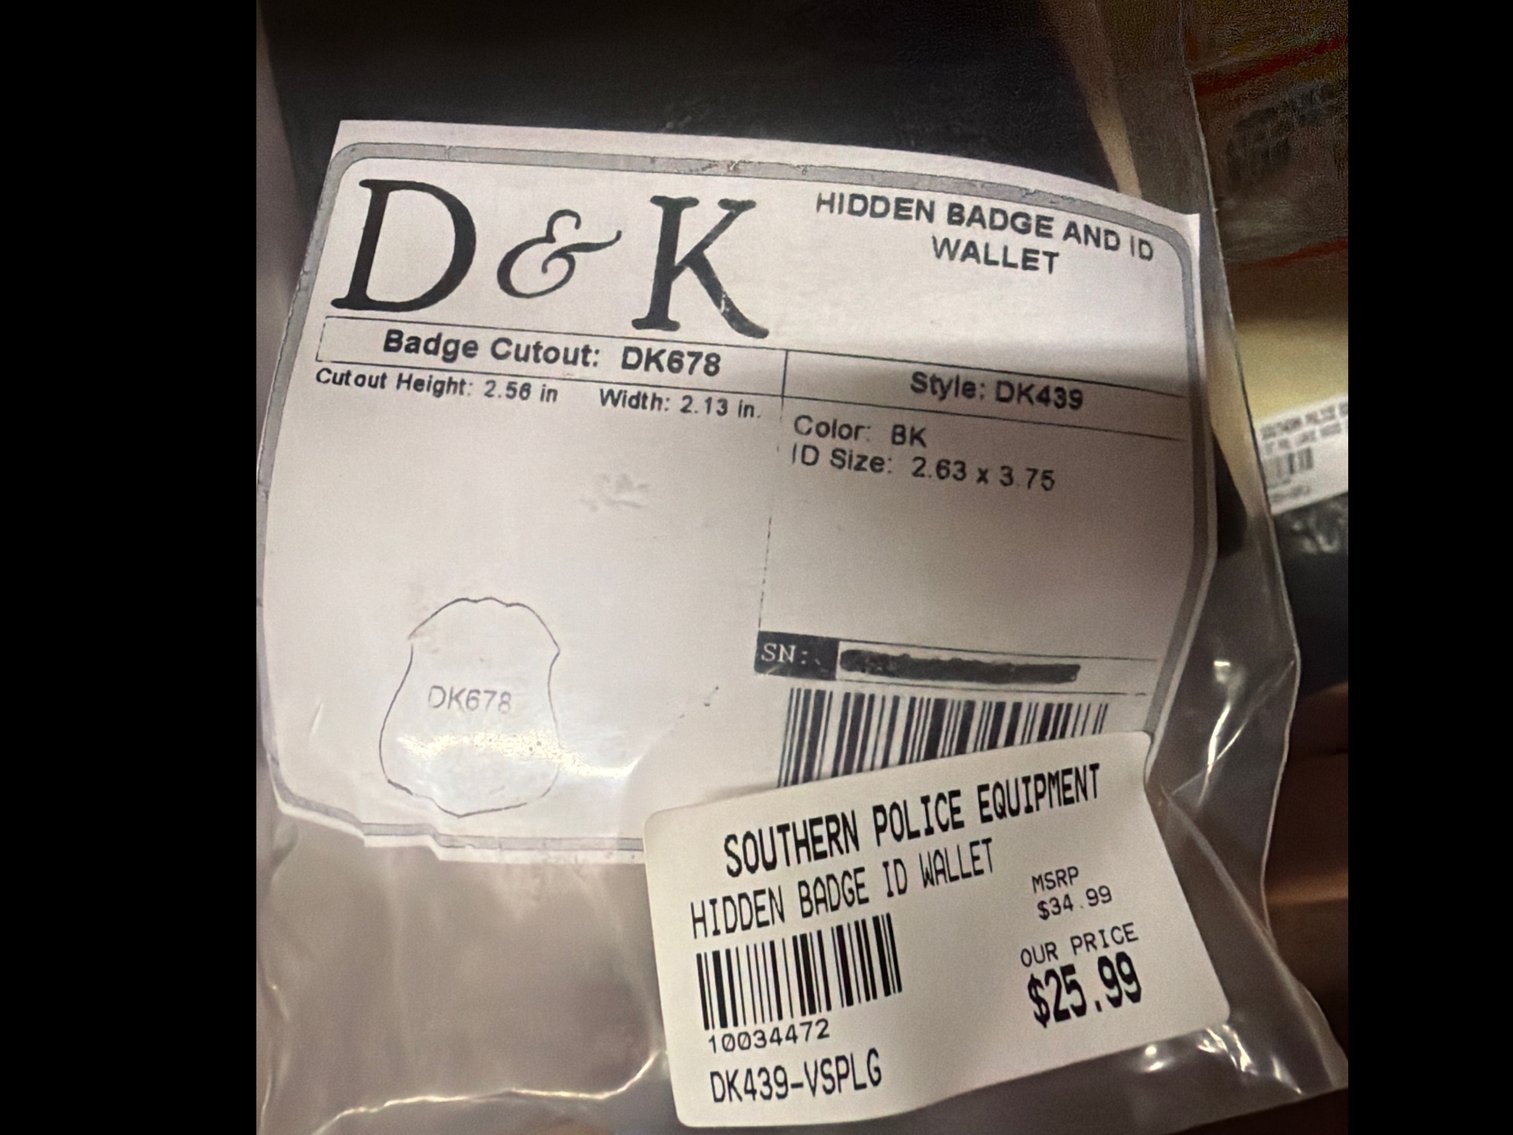 D & K
HIDDEN BADGE AND ID
WALLET
Badge Cutout: DK678
Cutout Height: 2.56 in Width: 2.13 in.
Style: DK439
Color: BK
ID Size: 2.63 x 3.75
SN:
DK678
SOUTHERN POLICE EQUIPMENT
HIDDEN BADGE ID WALLET
MSRP
$34.99
OUR PRICE
$25.99
10034472
DK439-VSPLG
SOUTHERN POLICE